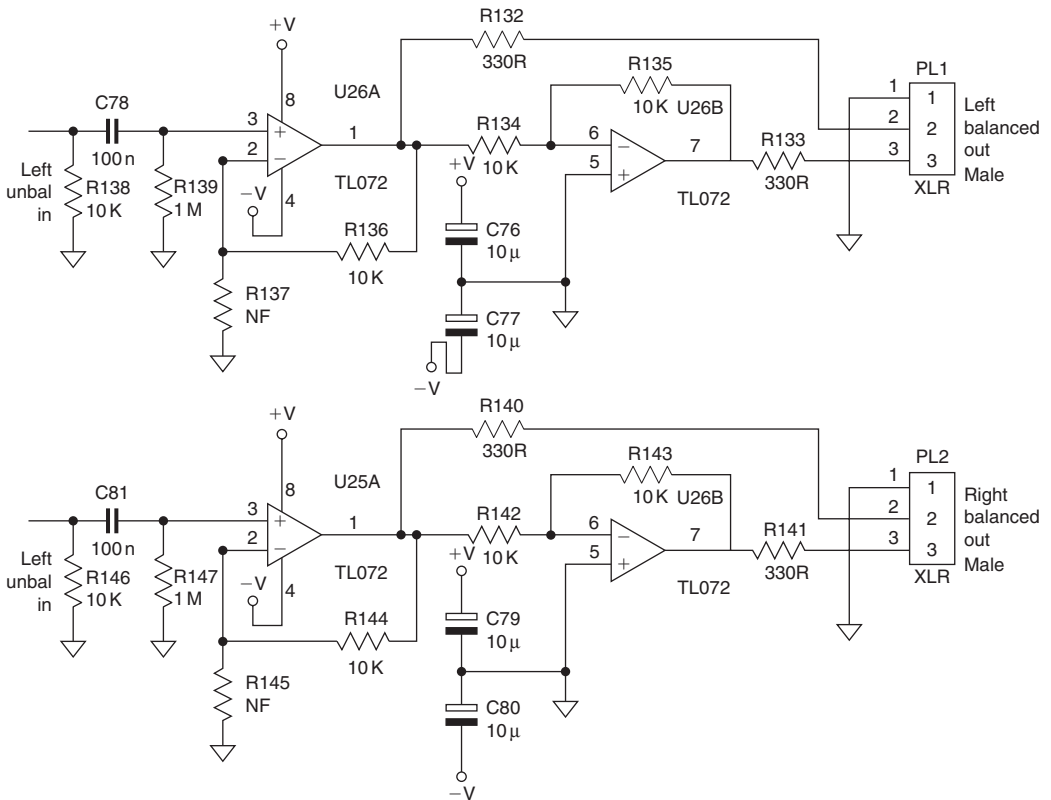 +V
R132
330R
8
U26A
R135
10K
U26B
PL1
C78
100n
3
2
+
−
1
R134
10K
+V
6
5
−
+
7
R133
330R
1
2
3
1
2
3
XLR
Left
balanced
out
Male
Left
unbal
in
R138
10K
R139
1M
−V
4
TL072
TL072
R136
10K
C76
10µ
R137
NF
C77
10µ
−V
+V
R140
330R
8
U25A
R143
10K
U26B
PL2
C81
100n
3
2
+
−
1
R142
10K
+V
6
5
−
+
7
R141
330R
1
2
3
1
2
3
XLR
Right
balanced
out
Male
Left
unbal
in
R146
10K
R147
1M
−V
4
TL072
TL072
R144
10K
C79
10µ
R145
NF
C80
10µ
−V